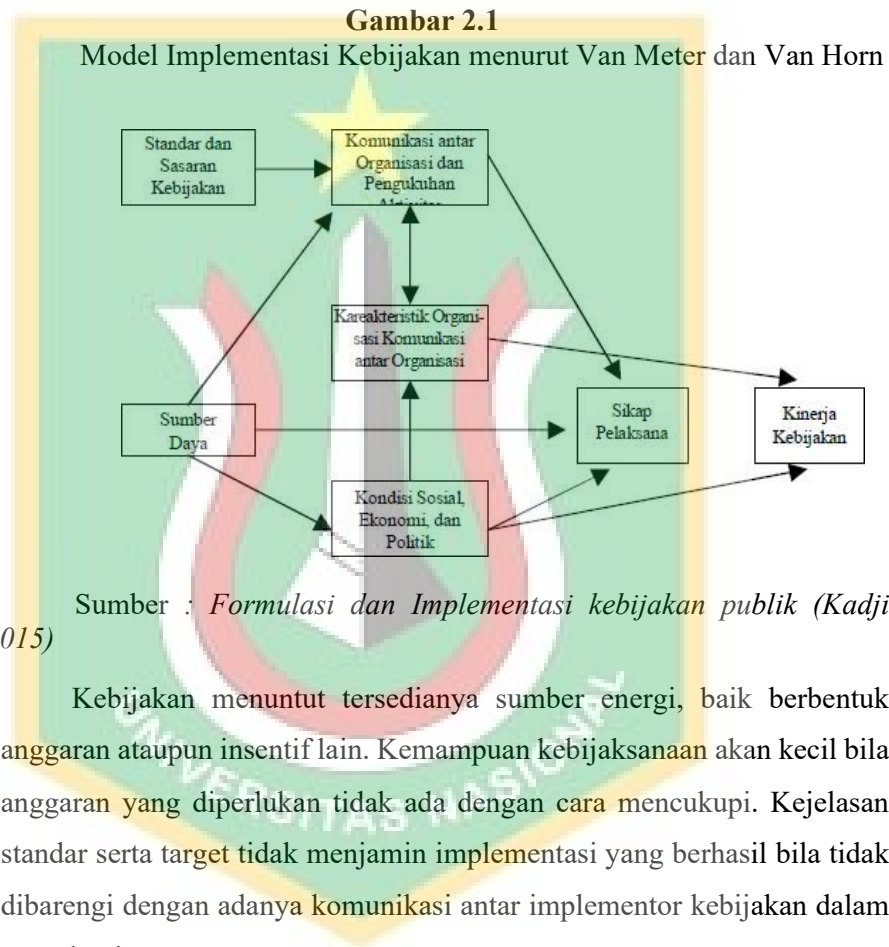 Gambar 2.1
Model Implementasi Kebijakan menurut Van Meter dan Van Horn
Standar dan
Sasaran
Kebijakan
Komunikasi antar
Organisasi dan
Pengukuhan
Kareakteristik Organi-
sasi Komunikasi
antar Organisasi
Sumber
Daya
Sikap
Pelaksana
Kinerja
Kebijakan
Kondisi Sosial,
Ekonomi, dan
Politik
Sumber : Formulasi dan Implementasi kebijakan publik (Kadji
015)
Kebijakan menuntut tersedianya sumber energi, baik berbentuk
anggaran ataupun insentif lain. Kemampuan kebijaksanaan akan kecil bila
anggaran yang diperlukan tidak ada dengan cara mencukupi. Kejelasan
standar serta target tidak menjamin implementasi yang berhasil bila tidak
dibarengi dengan adanya komunikasi antar implementor kebijakan dalam
UNIVERSITAS NASIONAL